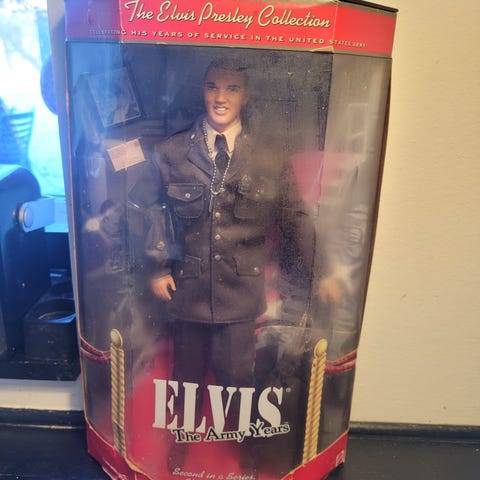 The Elvis Presley Collection
CELEBRATING HIS YEARS OF SERVICE IN THE UNITED STATES ARMY
ELVIS®
The Army Years
Second in a Series